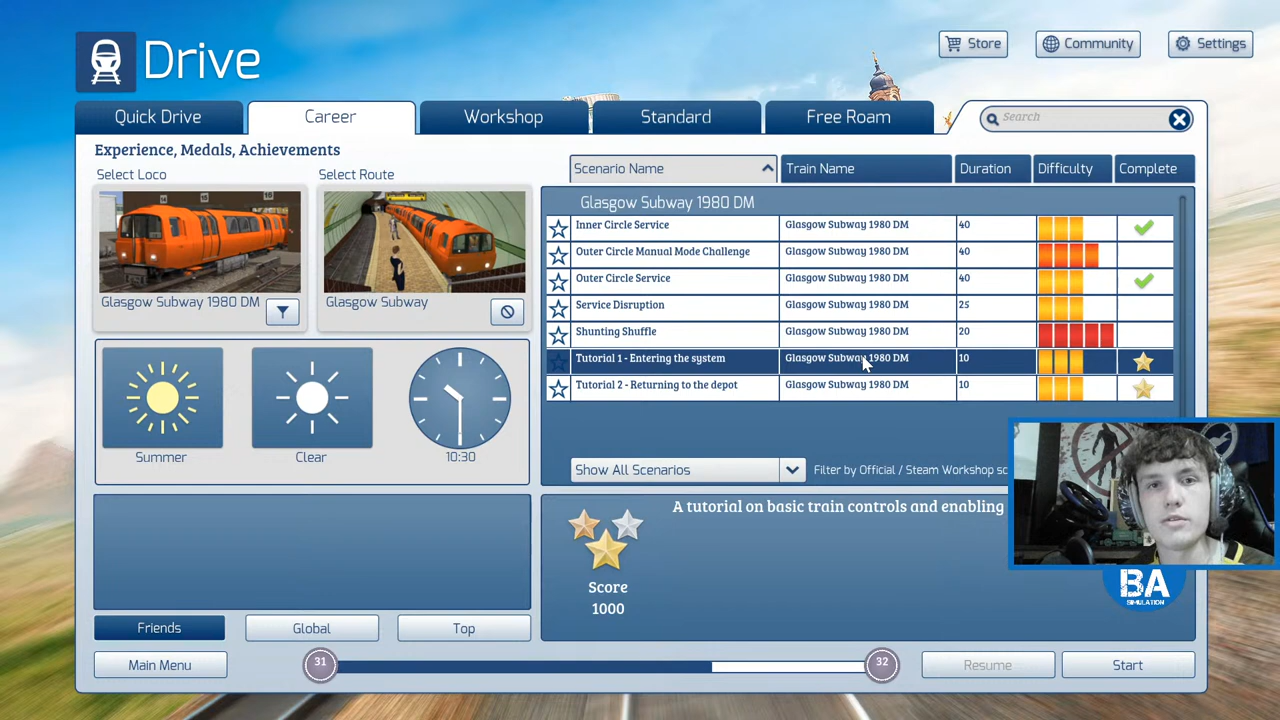 Drive
Store
Community
Settings
Quick Drive
Career
Workshop
Standard
Free Roam
Search
Experience, Medals, Achievements
Select Loco
Select Route
Glasgow Subway 1980 DM
Glasgow Subway
Summer
Clear
10:30
Scenario Name Train Name Duration Difficulty Complete
Glasgow Subway 1980 DM
Inner Circle Service Glasgow Subway 1980 DM 40
Outer Circle Manual Mode Challenge Glasgow Subway 1980 DM 40
Outer Circle Service Glasgow Subway 1980 DM 40
Service Disruption Glasgow Subway 1980 DM 25
Shunting Shuffle Glasgow Subway 1980 DM 20
Tutorial 1 - Entering the system Glasgow Subway 1980 DM 10
Tutorial 2 - Returning to the depot Glasgow Subway 1980 DM 10
Show All Scenarios
Filter by Official / Steam Workshop sc
A tutorial on basic train controls and enabling
Score
1000
BA
SIMULATION
Friends
Global
Top
Main Menu
31
32
Resume
Start